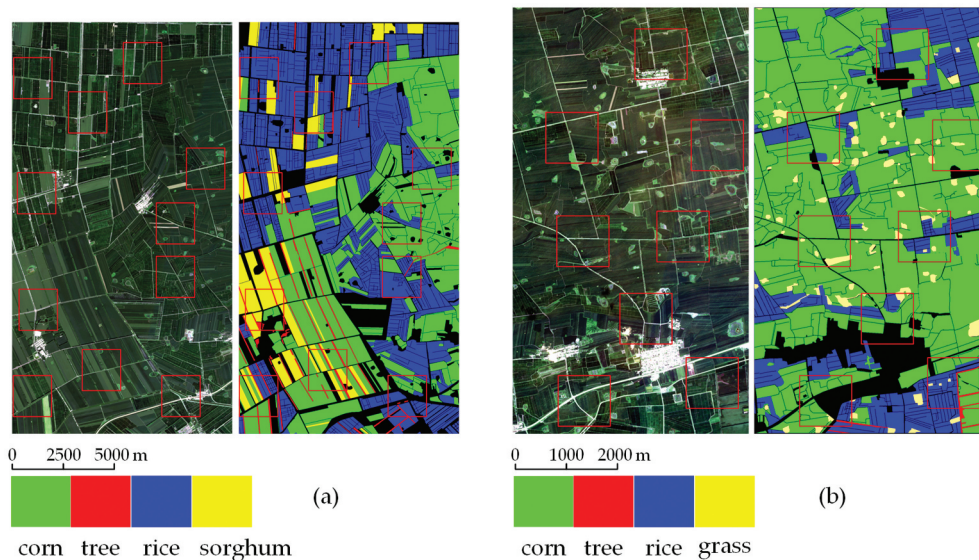 0 2500 5000 m
(a)
corn tree rice sorghum
0 1000 2000 m
(b)
corn tree rice grass